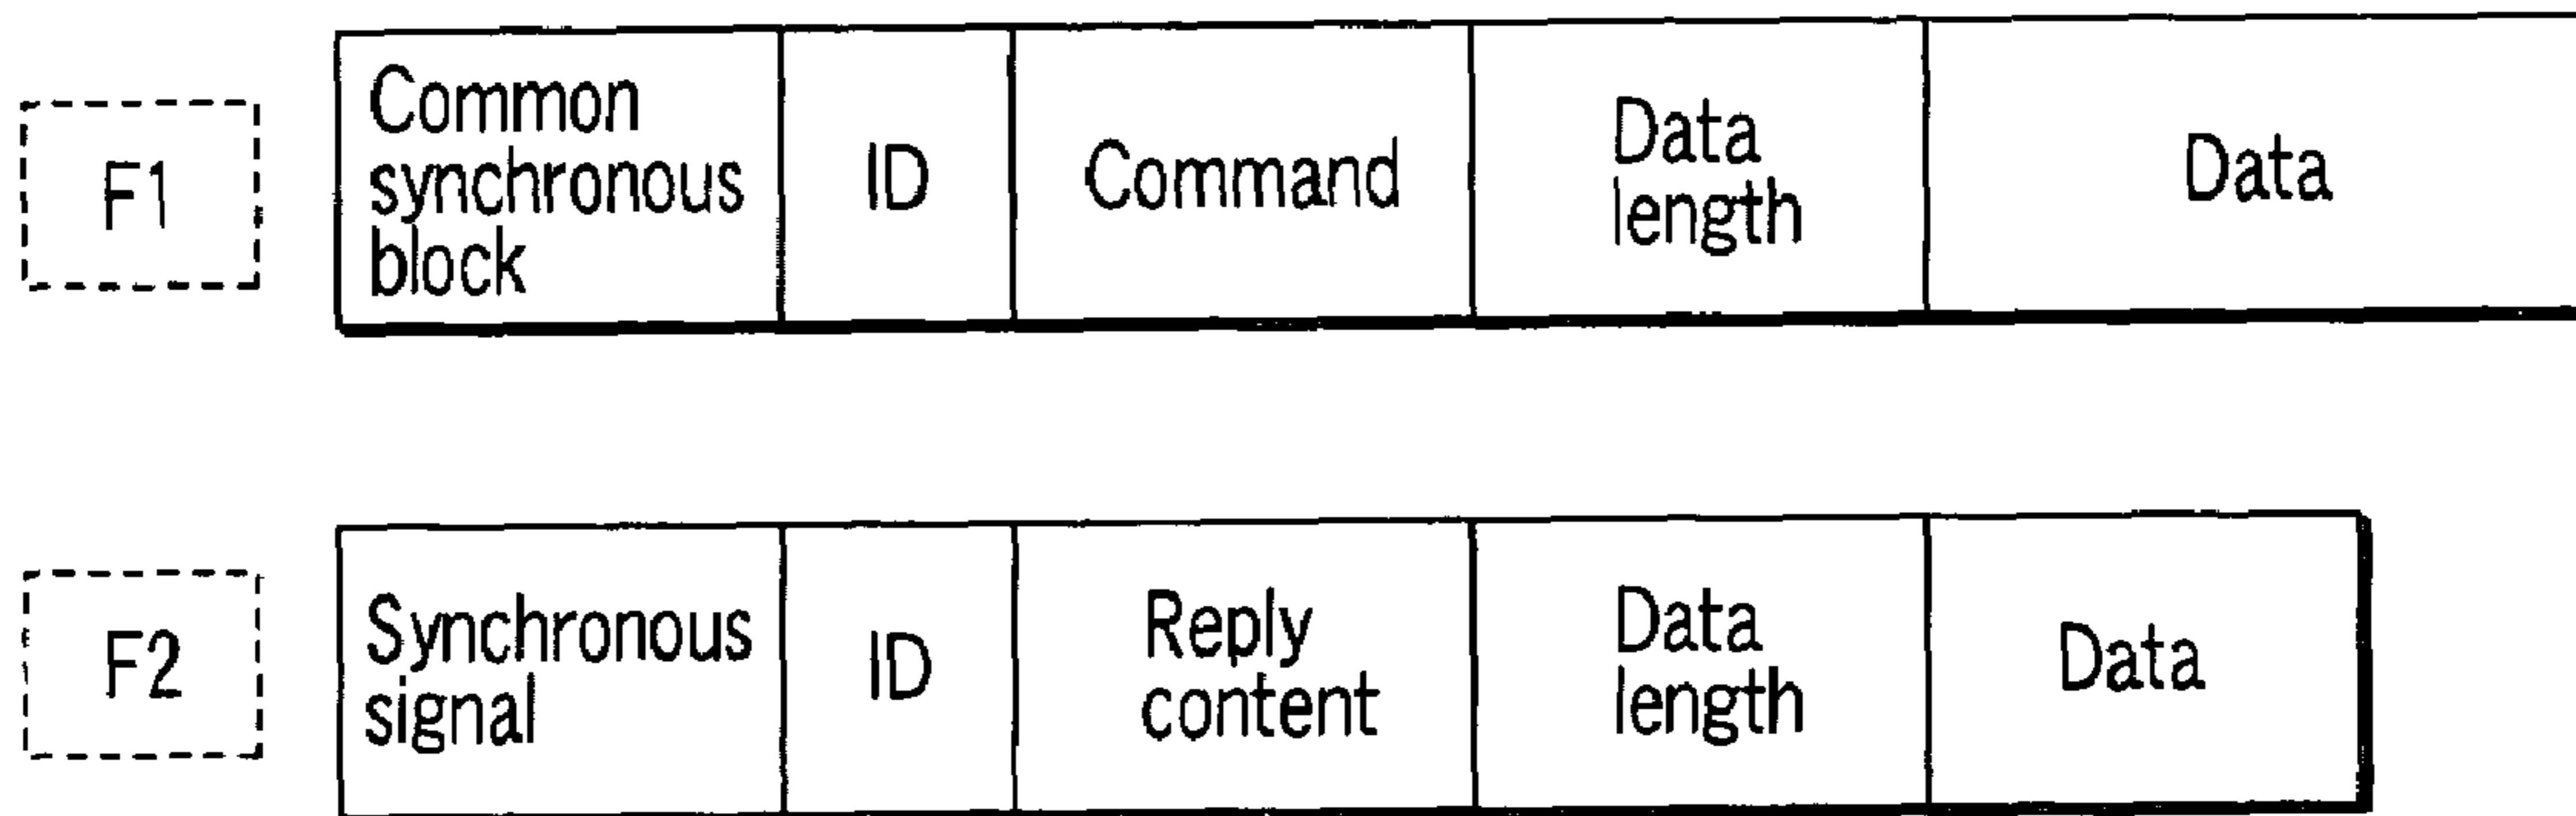 F1
Common
synchronous
block
ID
Command
Data
length
Data
F2
Synchronous
signal
ID
Reply
content
Data
length
Data